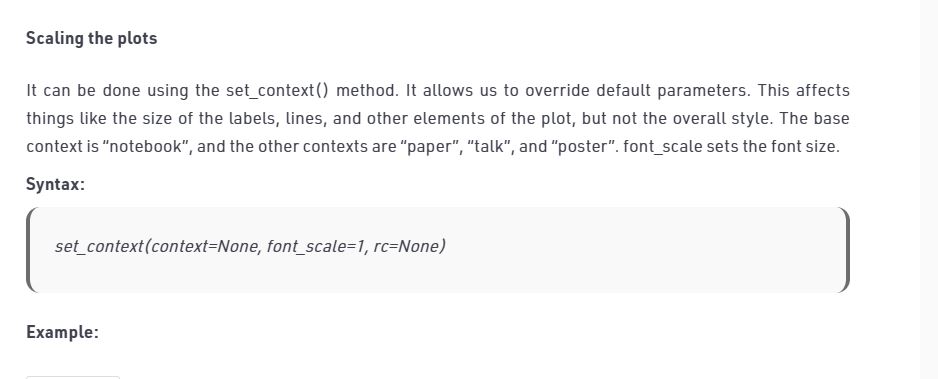 Scaling the plots
It can be done using the set_context() method. It allows us to override default parameters. This affects
things like the size of the labels, lines, and other elements of the plot, but not the overall style. The base
context is “notebook”, and the other contexts are “paper”, “talk”, and “poster”. font_scale sets the font size.
Syntax:
set_context(context=None, font_scale=1, rc=None)
Example: